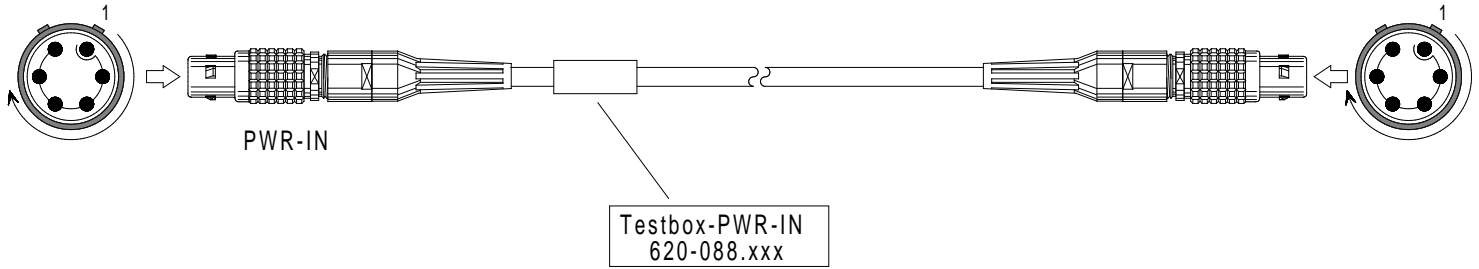 1
1
PWR-IN
Testbox-PWR-IN
620-088.xxx